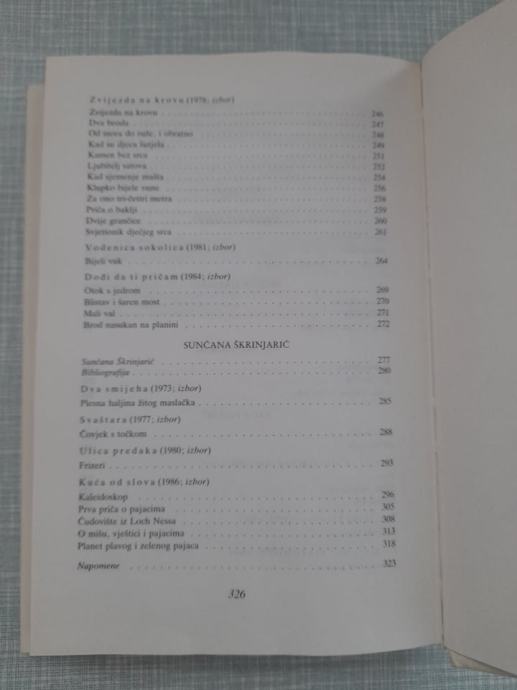 Zvijezda na krovu (1978; izbor)
Zvijezda na krovu 246
Dva broda 247
Od mora do ruže, i obratno 248
Kad su djeca šutjela 249
Kamen bez srca 251
Ljubitelj satova 252
Kad sjemenje mašta 254
Klupko bijele vune 256
Za ono tri-četiri metra 258
Priča o baklji 259
Dvije grančice 260
Svjetionik dječjeg srca 261
Vodenica sokolica (1981; izbor)
Bijeli vuk 264
Dođi da ti pričam (1984; izbor)
Otok s jedrom 269
Blistav i šaren most 270
Mali val 271
Brod nasukan na planini 272
SUNČANA ŠKRINJARIĆ
Sunčana Škrinjarić 277
Bibliografija 280
Dva smijeha (1973; izbor)
Plesna haljina žutog maslačka 285
Svaštara (1977; izbor)
Čovjek s točkom 288
Ulica predaka (1980; izbor)
Frizeri 293
Kuća od slova (1986; izbor)
Kaleidoskop 296
Prva priča o pajacima 305
Čudovište iz Loch Nessa 308
O mišu, vještici i pajacima 313
Planet plavog i zelenog pajaca 318
Napomene 323
326